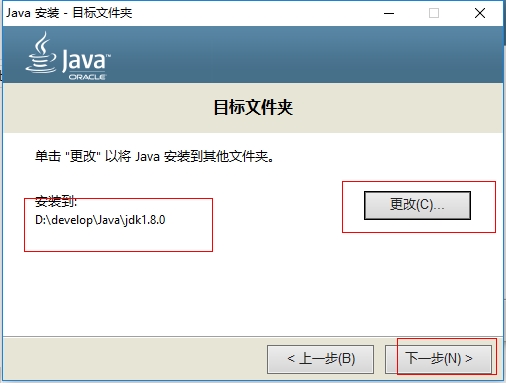 Java 安装 - 目标文件夹
Java™
ORACLE
目标文件夹
单击 "更改" 以将 Java 安装到其他文件夹。
安装到:
D:\develop\Java\jdk1.8.0
更改(C)...
< 上一步(B)
下一步(N) >